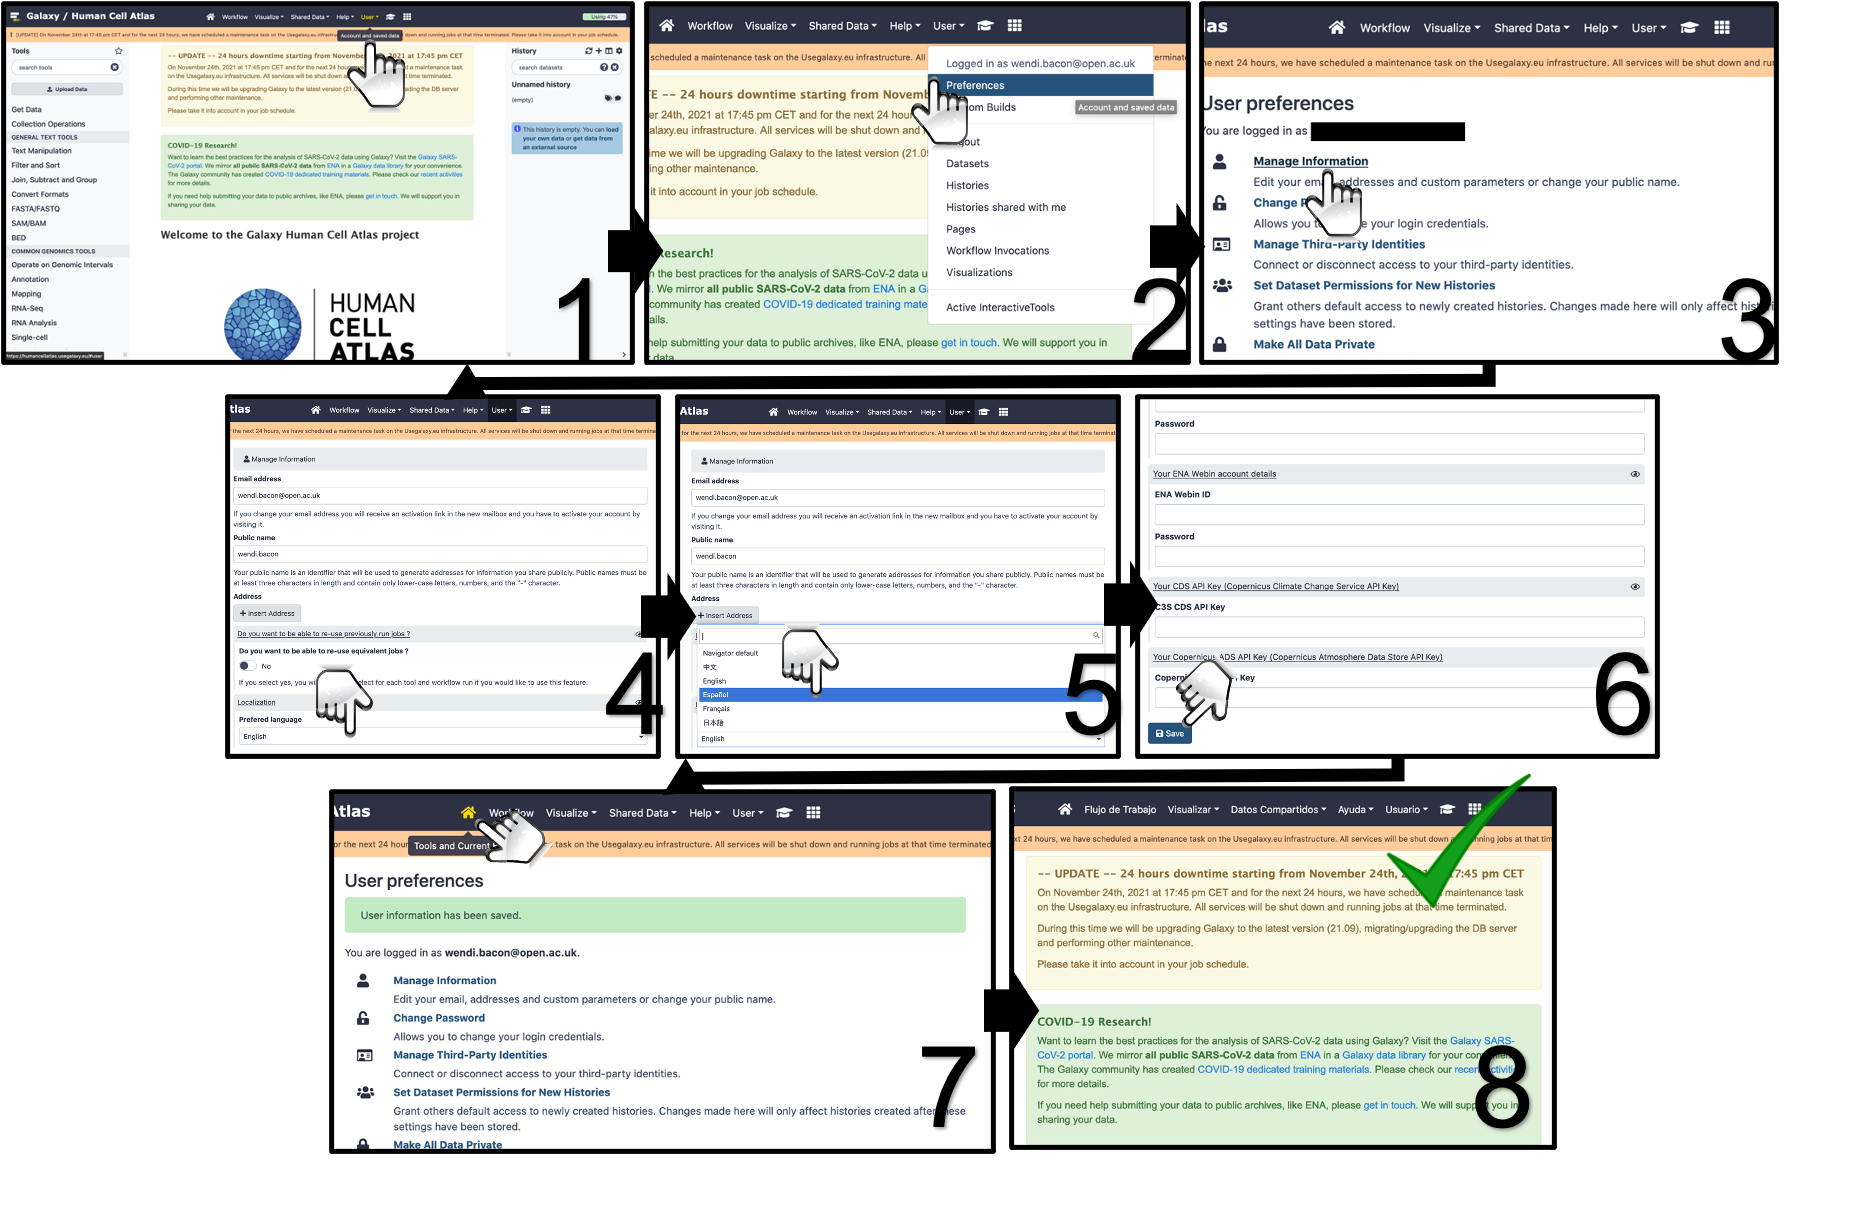 Galaxy / Human Cell Atlas
Workflow Visualize Shared Data Help User
Using 47%
[UPDATE] On November 24th at 17:45 pm CET and for the next 24 hours, we have scheduled a maintenance task on the Usegalaxy.eu infrastructure
down and running jobs at that time terminated. Please take it into account in your job schedule.
Account and saved data
Tools
search tools
Upload Data
Get Data
Collection Operations
GENERAL TEXT TOOLS
Text Manipulation
Filter and Sort
Join, Subtract and Group
Convert Formats
FASTA/FASTQ
SAM/BAM
BED
COMMON GENOMICS TOOLS
Operate on Genomic Intervals
Annotation
Mapping
RNA-Seq
RNA Analysis
Single-cell
https://humancellatlas.usegalaxy.eu/#user
-- UPDATE -- 24 hours downtime starting from November 2021 at 17:45 pm CET
On November 24th, 2021 at 17:45 pm CET and for the next 24 hours a maintenance task
on the Usegalaxy.eu infrastructure. All services will be shut down at that time terminated.
During this time we will be upgrading Galaxy to the latest version (21. ading the DB server
and performing other maintenance.
Please take it into account in your job schedule.
COVID-19 Research!
Want to learn the best practices for the analysis of SARS-CoV-2 data using Galaxy? Visit the Galaxy SARS-
CoV-2 portal. We mirror all public SARS-CoV-2 data from ENA in a Galaxy data library for your convenience.
The Galaxy community has created COVID-19 dedicated training materials. Please check our recent activities
for more details.
If you need help submitting your data to public archives, like ENA, please get in touch. We will support you in
sharing your data.
Welcome to the Galaxy Human Cell Atlas project
HUMAN
CELL
ATLAS
History
search datasets
Unnamed history
(empty)
This history is empty. You can load
your own data or get data from
an external source
1
Workflow Visualize Shared Data Help User
scheduled a maintenance task on the Usegalaxy.eu infrastructure. All
erminate
E -- 24 hours downtime starting from Novemb
er 24th, 2021 at 17:45 pm CET and for the next 24 hour
alaxy.eu infrastructure. All services will be shut down and
ime we will be upgrading Galaxy to the latest version (21.0
ing other maintenance.
it into account in your job schedule.
esearch!
the best practices for the analysis of SARS-CoV-2 data u
. We mirror all public SARS-CoV-2 data from ENA in a G
community has created COVID-19 dedicated training mate
ails.
help submitting your data to public archives, like ENA, please get in touch. We will support you in
data
Logged in as wendi.bacon@open.ac.uk
Preferences
om Builds
Account and saved data
gout
Datasets
Histories
Histories shared with me
Pages
Workflow Invocations
Visualizations
Active InteractiveTools
2
las
Workflow Visualize Shared Data Help User
he next 24 hours, we have scheduled a maintenance task on the Usegalaxy.eu infrastructure. All services will be shut down and ru
User preferences
You are logged in as
Manage Information
Edit your em addresses and custom parameters or change your public name.
Change P
Allows you to e your login credentials.
Manage Third-Party Identities
Connect or disconnect access to your third-party identities.
Set Dataset Permissions for New Histories
Grant others default access to newly created histories. Changes made here will only affect hist
settings have been stored.
Make All Data Private
3
tlas
Workflow Visualize Shared Data Help User
the next 24 hours, we have scheduled a maintenance task on the Usegalaxy.eu infrastructure. All services will be shut down and running jobs at that time termina
Manage Information
Email address
wendi.bacon@open.ac.uk
If you change your email address you will receive an activation link in the new mailbox and you have to activate your account by
visiting it.
Public name
wendi.bacon
Your public name is an identifier that will be used to generate addresses for information you share publicly. Public names must be
at least three characters in length and contain only lower-case letters, numbers, and the "-" character.
Address
+ Insert Address
Do you want to be able to re-use previously run jobs ?
Do you want to be able to re-use equivalent jobs ?
No
If you select yes, you will select for each tool and workflow run if you would like to use this feature.
Localization
Prefered language
English
4
Atlas
Workflow Visualize Shared Data Help User
for the next 24 hours, we have scheduled a maintenance task on the Usegalaxy.eu infrastructure. All services will be shut down and running jobs at that time terminat
Manage Information
Email address
wendi.bacon@open.ac.uk
If you change your email address you will receive an activation link in the new mailbox and you have to activate your account by
visiting it.
Public name
wendi.bacon
Your public name is an identifier that will be used to generate addresses for information you share publicly. Public names must be
at least three characters in length and contain only lower-case letters, numbers, and the "-" character.
Address
+ Insert Address
Navigator default
中文
English
Español
Français
日本語
English
5
Password
Your ENA Webin account details
ENA Webin ID
Password
Your CDS API Key (Copernicus Climate Change Service API Key)
C3S CDS API Key
Your Copernicus ADS API Key (Copernicus Atmosphere Data Store API Key)
Coperni Key
Save
6
Atlas
Workflow Visualize Shared Data Help User
or the next 24 hour
task on the Usegalaxy.eu infrastructure. All services will be shut down and running jobs at that time terminated
Tools and Current
User preferences
User information has been saved.
You are logged in as wendi.bacon@open.ac.uk.
Manage Information
Edit your email, addresses and custom parameters or change your public name.
Change Password
Allows you to change your login credentials.
Manage Third-Party Identities
Connect or disconnect access to your third-party identities.
Set Dataset Permissions for New Histories
Grant others default access to newly created histories. Changes made here will only affect histories created after these
settings have been stored.
Make All Data Private
7
Flujo de Trabajo Visualizar Datos Compartidos Ayuda Usuario
xt 24 hours, we have scheduled a maintenance task on the Usegalaxy.eu infrastructure. All services will be shut down and running jobs at that tim
-- UPDATE -- 24 hours downtime starting from November 24th, 2 17:45 pm CET
On November 24th, 2021 at 17:45 pm CET and for the next 24 hours, we have schedu maintenance task
on the Usegalaxy.eu infrastructure. All services will be shut down and running jobs at that time terminated.
During this time we will be upgrading Galaxy to the latest version (21.09), migrating/upgrading the DB server
and performing other maintenance.
Please take it into account in your job schedule.
COVID-19 Research!
Want to learn the best practices for the analysis of SARS-CoV-2 data using Galaxy? Visit the Galaxy SARS-
CoV-2 portal. We mirror all public SARS-CoV-2 data from ENA in a Galaxy data library for your convenience.
The Galaxy community has created COVID-19 dedicated training materials. Please check our recent activities
for more details.
If you need help submitting your data to public archives, like ENA, please get in touch. We will support you in
sharing your data.
8